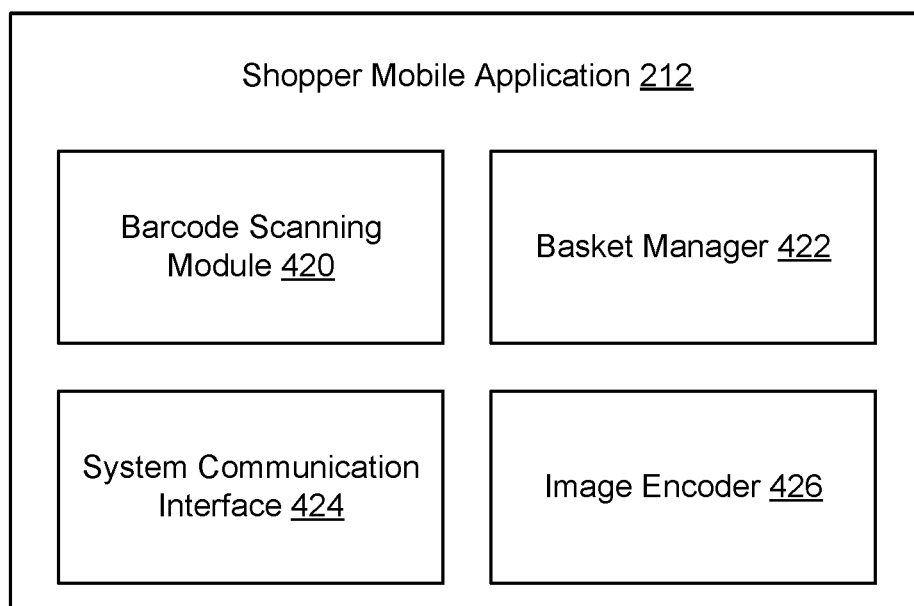 Shopper Mobile Application 212
Barcode Scanning
Module 420
Basket Manager 422
System Communication
Interface 424
Image Encoder 426